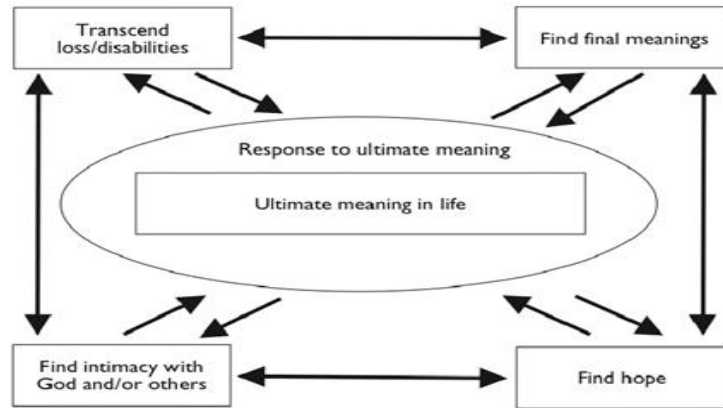 Transcend
loss/disabilities
Find final meanings
Response to ultimate meaning
Ultimate meaning in life
Find intimacy with
God and/or others
Find hope